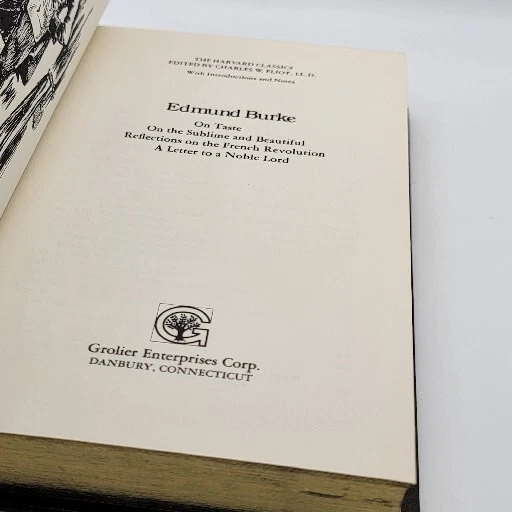 THE HARVARD CLASSICS
EDITED BY CHARLES W. ELIOT, LL. D.
With Introductions and Notes
Edmund Burke
On Taste
On the Sublime and Beautiful
Reflections on the French Revolution
A Letter to a Noble Lord
G
Grolier Enterprises Corp.
DANBURY, CONNECTICUT